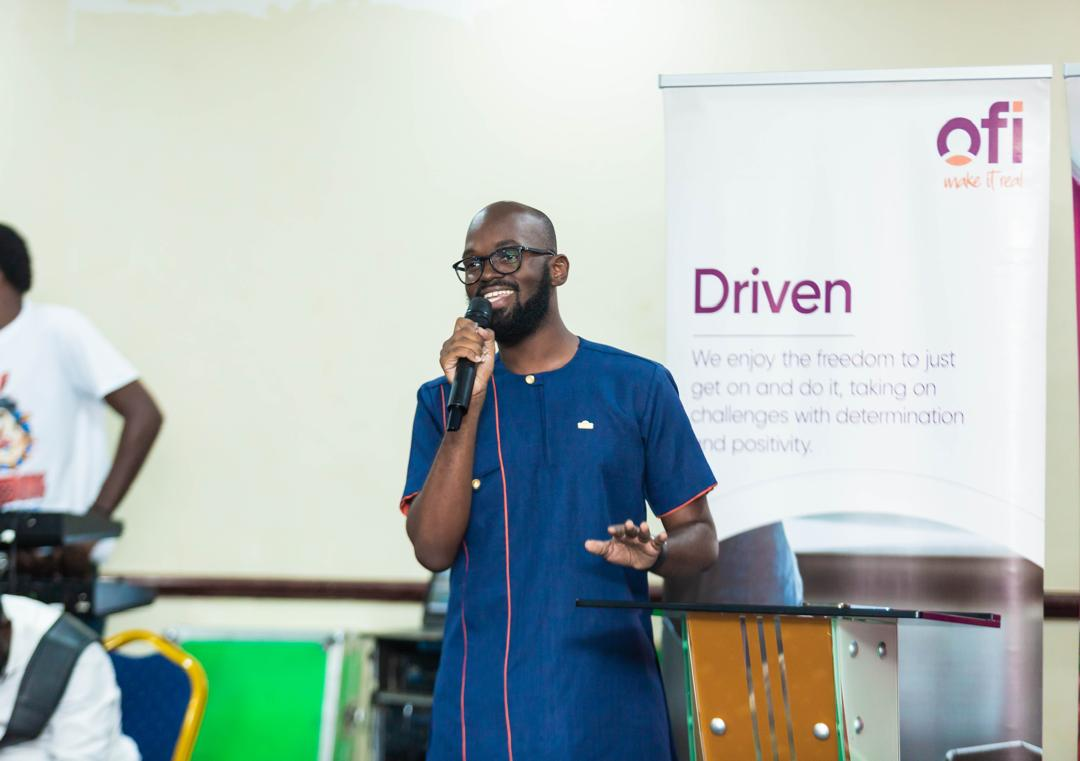 ofi
make it real
Driven
We enjoy the freedom to just
get on and do it, taking on
challenges with determination
and positivity.